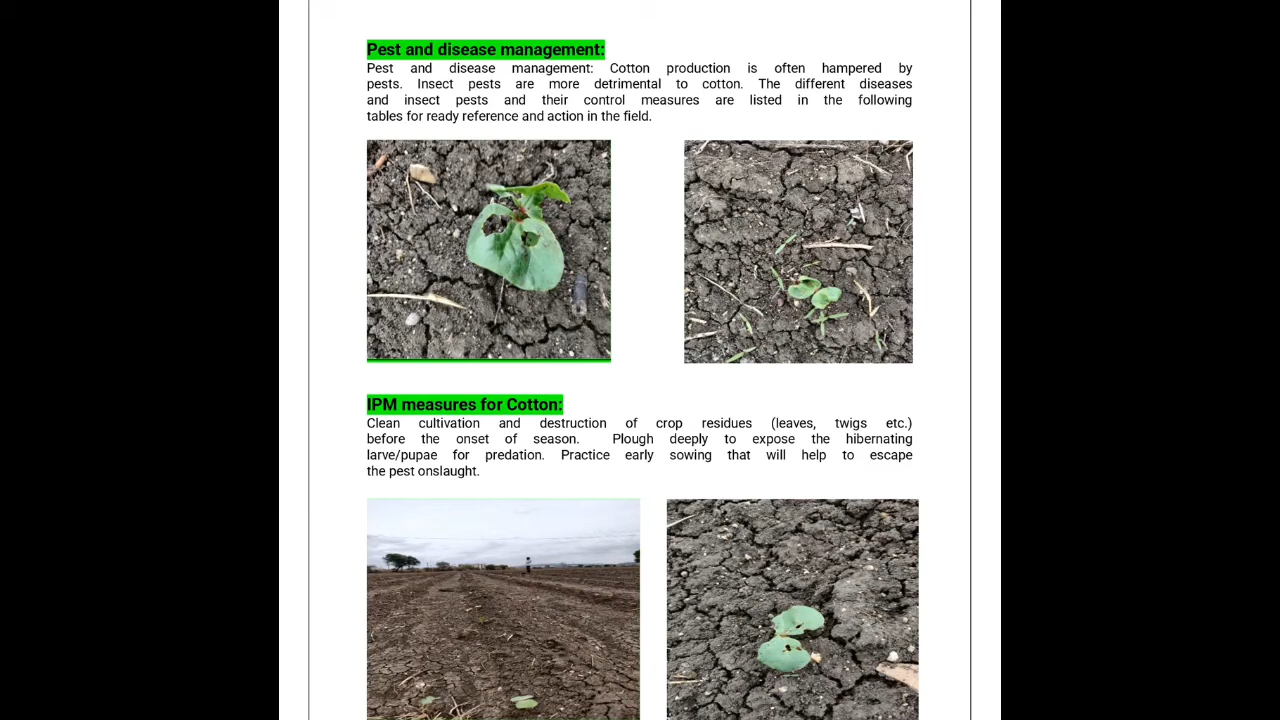 Pest and disease management:
Pest and disease management: Cotton production is often hampered by
pests. Insect pests are more detrimental to cotton. The different diseases
and insect pests and their control measures are listed in the following
tables for ready reference and action in the field.
IPM measures for Cotton:
Clean cultivation and destruction of crop residues (leaves, twigs etc.)
before the onset of season. Plough deeply to expose the hibernating
larve/pupae for predation. Practice early sowing that will help to escape
the pest onslaught.